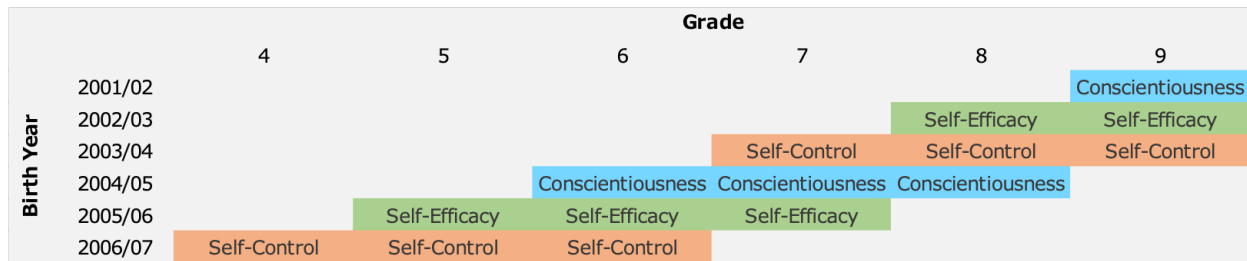 Grade
4 5 6 7 8 9
Birth Year
2001/02 Conscientiousness
2002/03 Self-Efficacy Self-Efficacy
2003/04 Self-Control Self-Control Self-Control
2004/05 Conscientiousness Conscientiousness Conscientiousness
2005/06 Self-Efficacy Self-Efficacy Self-Efficacy
2006/07 Self-Control Self-Control Self-Control